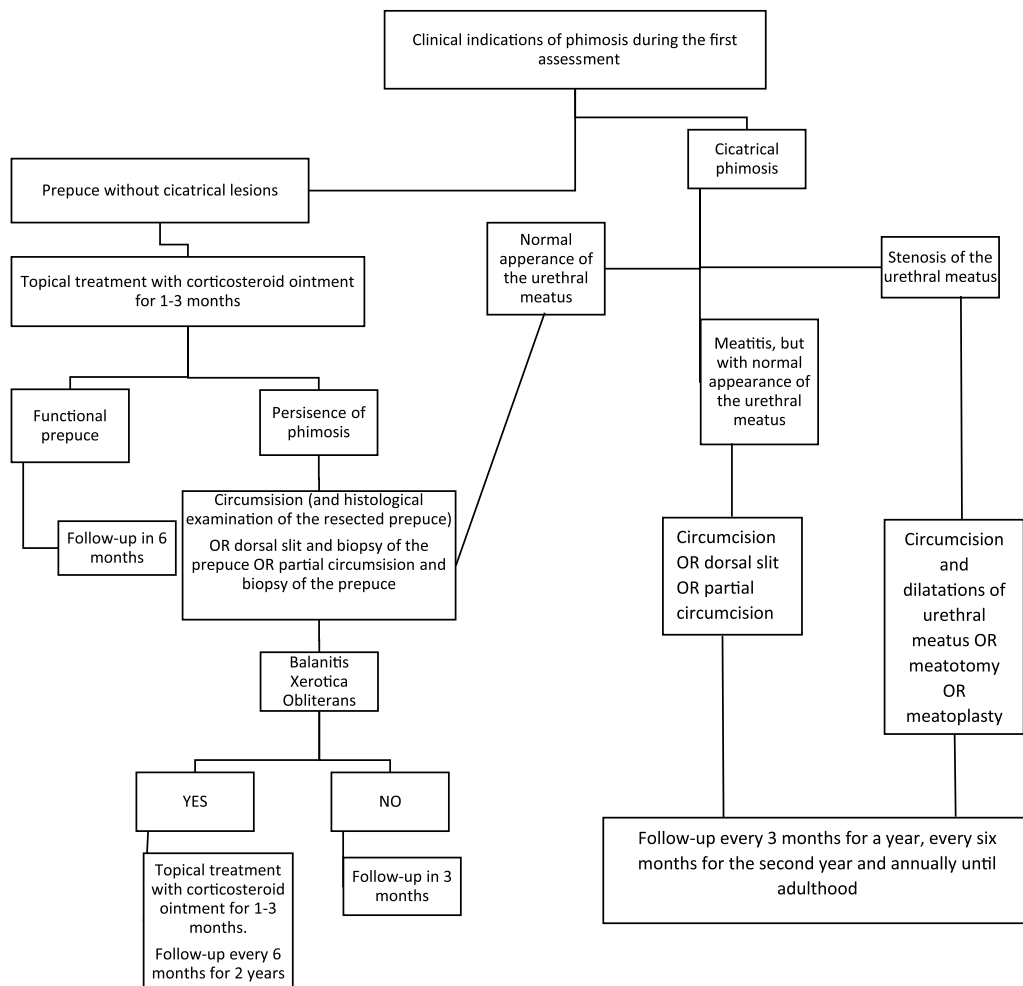 Clinical indications of phimosis during the first
assessment
Cicatrical
phimosis
Prepuce without cicatrical lesions
Normal
apperance of
the urethral
meatus
Stenosis of the
urethral meatus
Topical treatment with corticosteroid ointment
for 1-3 months
Meatitis, but
with normal
appearance of
the urethral
meatus
Functional
prepuce
Persisence of
phimosis
Circumsision (and histological
examination of the resected prepuce)
OR dorsal slit and biopsy of the
prepuce OR partial circumsision and
biopsy of the prepuce
Follow-up in 6
months
Circumcision
OR dorsal slit
OR partial
circumcision
Circumcision
and
dilatations of
urethral
meatus OR
meatotomy
OR
meatoplasty
Balanitis
Xerotica
Obliterans
YES
NO
Topical treatment
with corticosteroid
ointment for 1-3
months.
Follow-up every 6
months for 2 years
Follow-up in 3
months
Follow-up every 3 months for a year, every six
months for the second year and annually until
adulthood